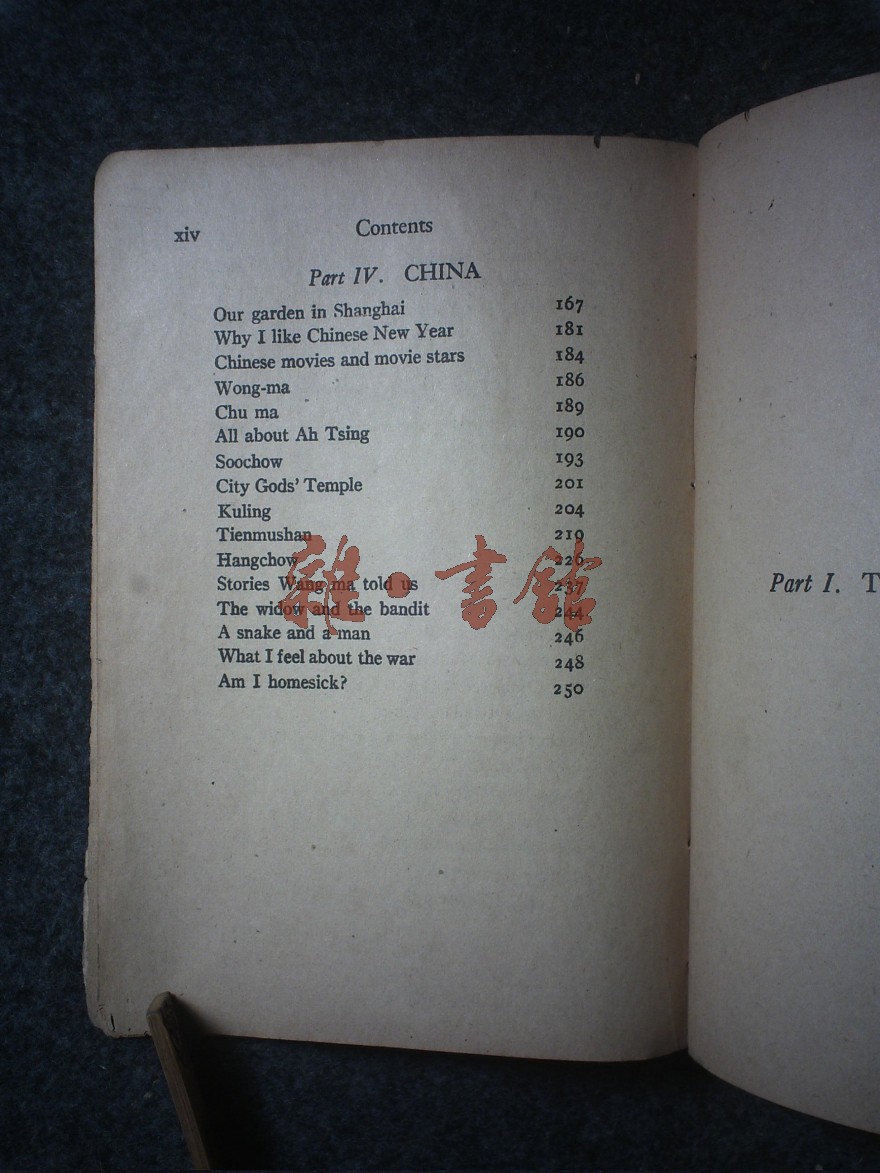 xiv Contents
Part IV. CHINA
Our garden in Shanghai 167
Why I like Chinese New Year 181
Chinese movies and movie stars 184
Wong-ma 186
Chu ma 189
All about Ah Tsing 190
Soochow 193
City Gods' Temple 201
Kuling 204
Tienmushan 219
Hangchow 226
Stories Wang ma told us 237
The widow and the bandit 244
A snake and a man 246
What I feel about the war 248
Am I homesick? 250
雜·書館
Part I. T